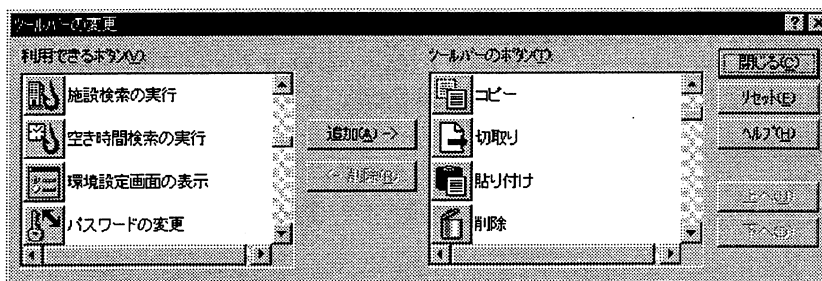 ツールバーの変更
利用できるボタン(V):
施設検索の実行
空き時間検索の実行
環境設定画面の表示
パスワードの変更
追加(A) ->
<- 削除(R)
ツールバーのボタン(T):
コピー
切取り
貼り付け
削除
閉じる(C)
リセット(E)
ヘルプ(H)
上へ(U)
下へ(D)